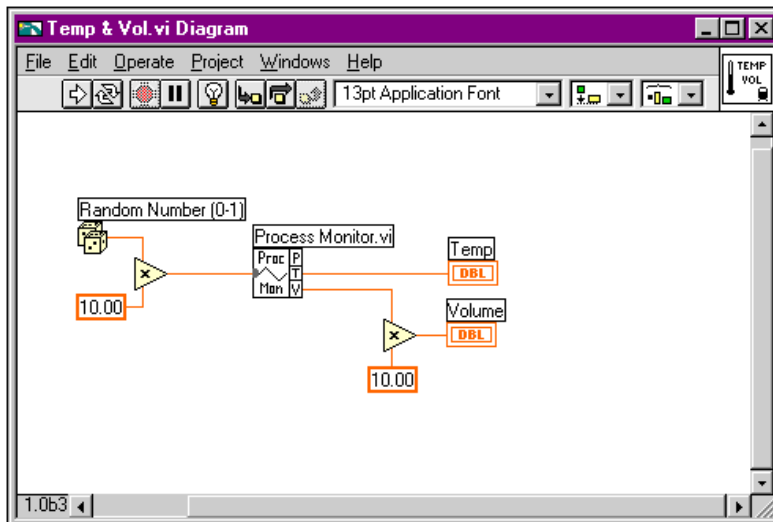 Temp & Vol.vi Diagram
File Edit Operate Project Windows Help
TEMP
VOL
13pt Application Font
Random Number (0-1)
Process Monitor.vi
Proc P
T
Mon V
Temp
DBL
10.00
Volume
DBL
10.00
1.0b3